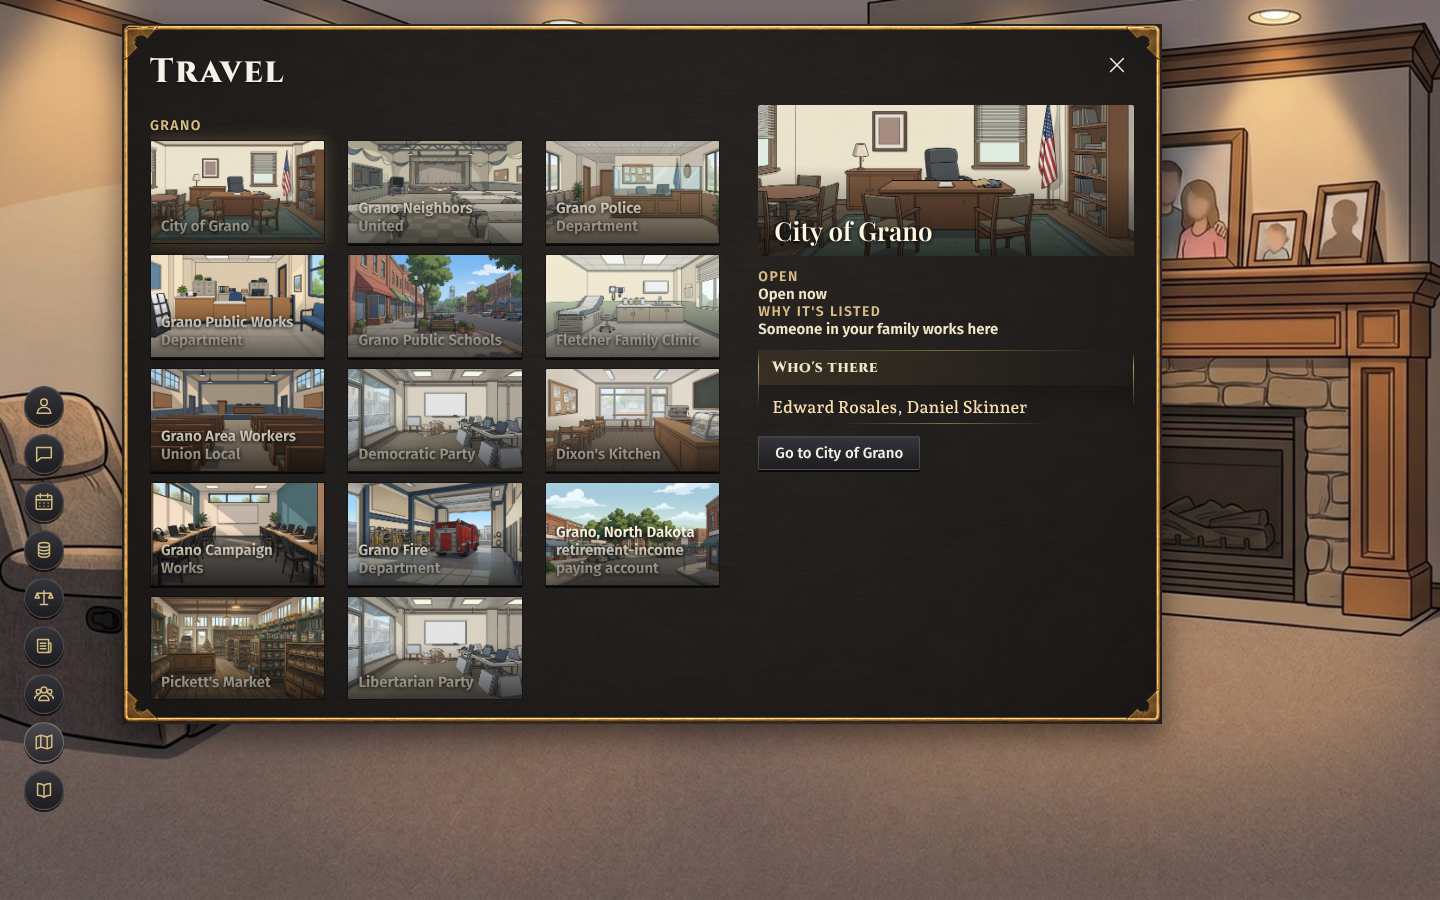 Travel
GRANO
City of Grano
Grano Neighbors
United
Grano Police
Department
Grano Public Works
Department
Grano Public Schools
Fletcher Family Clinic
Grano Area Workers
Union Local
Democratic Party
Dixon's Kitchen
Grano Campaign
Works
Grano Fire
Department
Grano, North Dakota
retirement-income
paying account
Pickett's Market
Libertarian Party
City of Grano
OPEN
Open now
WHY IT'S LISTED
Someone in your family works here
Who's there
Edward Rosales, Daniel Skinner
Go to City of Grano